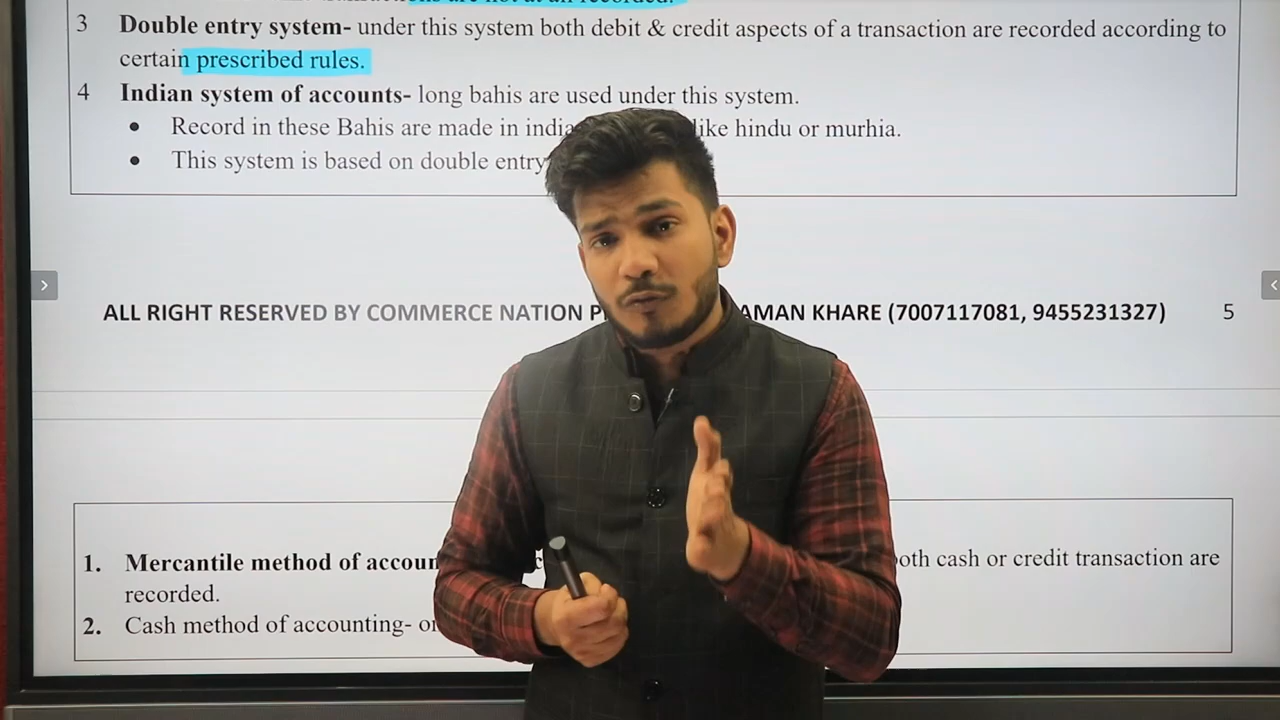 3 Double entry system- under this system both debit & credit aspects of a transaction are recorded according to
certain prescribed rules.
4 Indian system of accounts- long bahis are used under this system.
• Record in these Bahis are made in like hindu or murhia.
• This system is based on double entry
ALL RIGHT RESERVED BY COMMERCE NATION AMAN KHARE (7007117081, 9455231327) 5
1. Mercantile method of cash or credit transaction are
recorded.
2. Cash method of accounting-